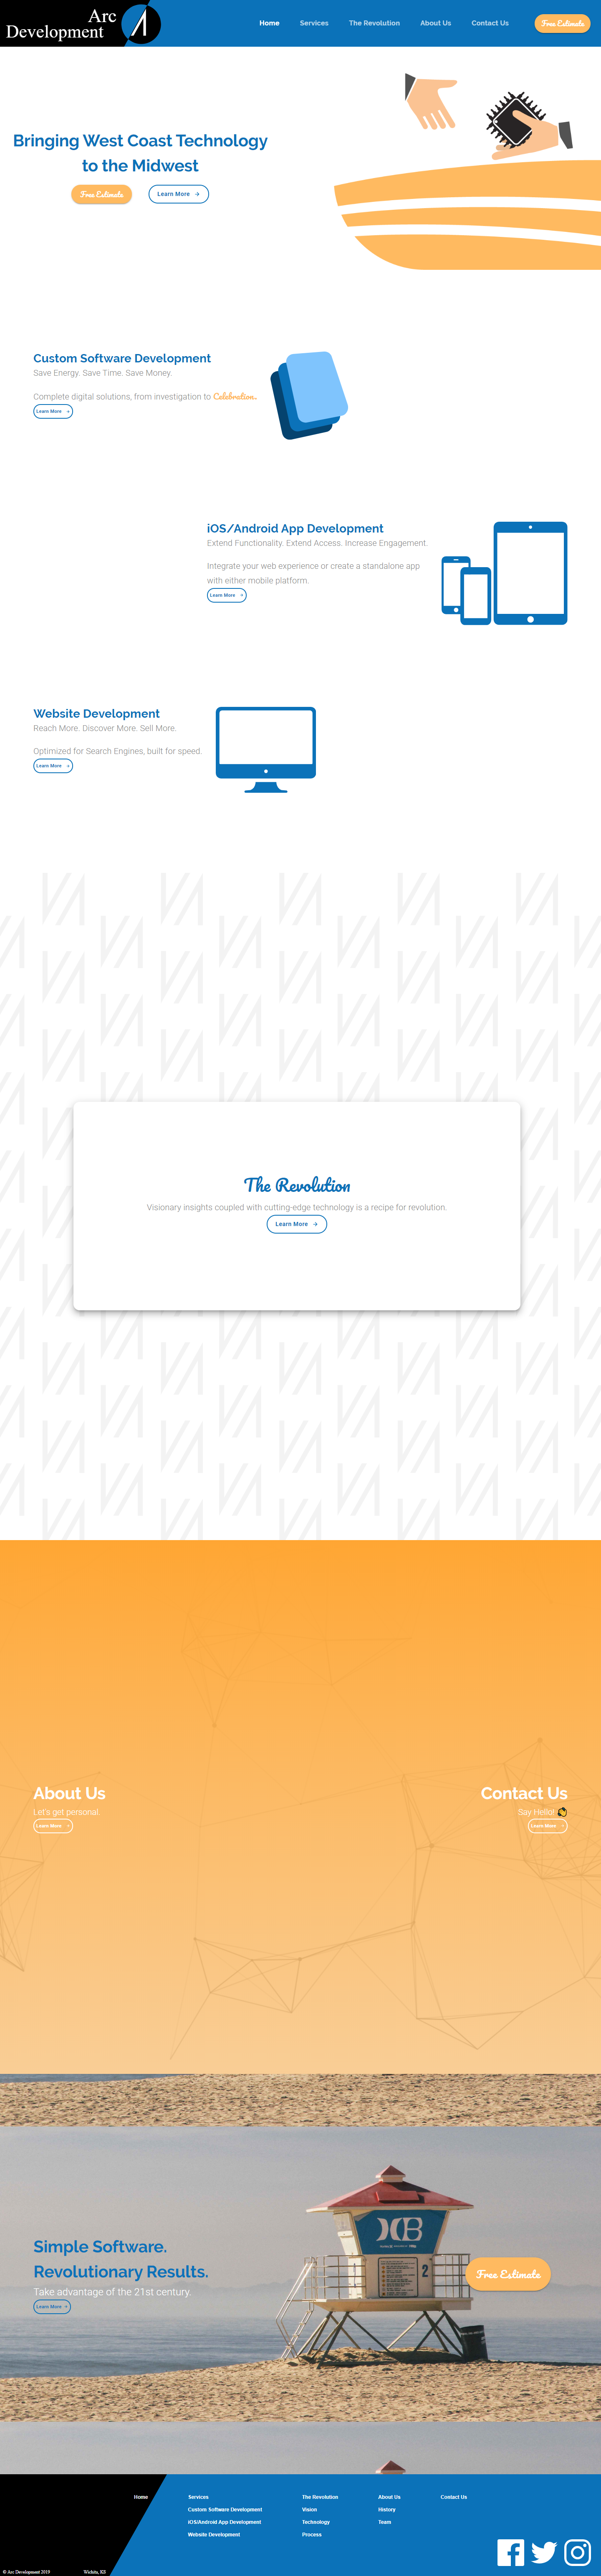 Arc
Development
Home Services The Revolution About Us Contact Us Free Estimate
Bringing West Coast Technology
to the Midwest
Free Estimate Learn More →
Custom Software Development
Save Energy. Save Time. Save Money.
Complete digital solutions, from investigation to Celebration.
Learn More →
iOS/Android App Development
Extend Functionality. Extend Access. Increase Engagement.
Integrate your web experience or create a standalone app
with either mobile platform.
Learn More →
Website Development
Reach More. Discover More. Sell More.
Optimized for Search Engines, built for speed.
Learn More →
The Revolution
Visionary insights coupled with cutting-edge technology is a recipe for revolution.
Learn More →
About Us
Let's get personal.
Learn More →
Contact Us
Say Hello!
Learn More →
HB
2
Simple Software.
Revolutionary Results.
Take advantage of the 21st century.
Learn More →
Free Estimate
Home Services The Revolution About Us Contact Us
Custom Software Development Vision History
iOS/Android App Development Technology Team
Website Development Process
© Arc Development 2019 Wichita, KS